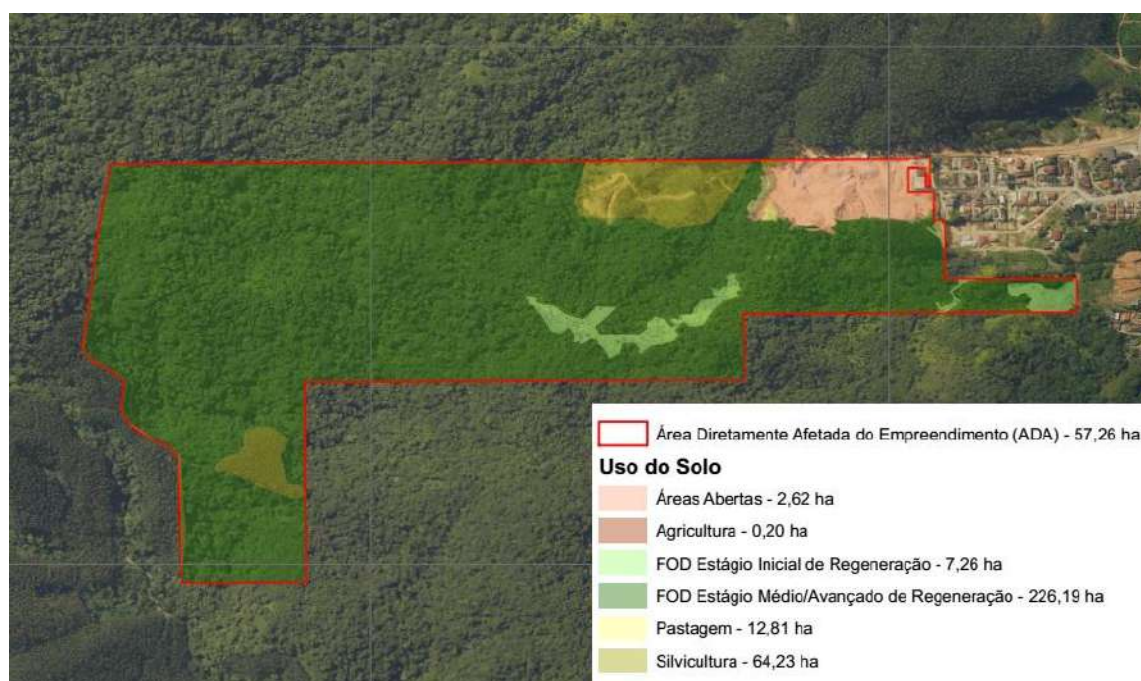 Área Diretamente Afetada do Empreendimento (ADA) - 57,26 ha
Uso do Solo
Áreas Abertas - 2,62 ha
Agricultura - 0,20 ha
FOD Estágio Inicial de Regeneração - 7,26 ha
FOD Estágio Médio/Avançado de Regeneração - 226,19 ha
Pastagem - 12,81 ha
Silvicultura - 64,23 ha